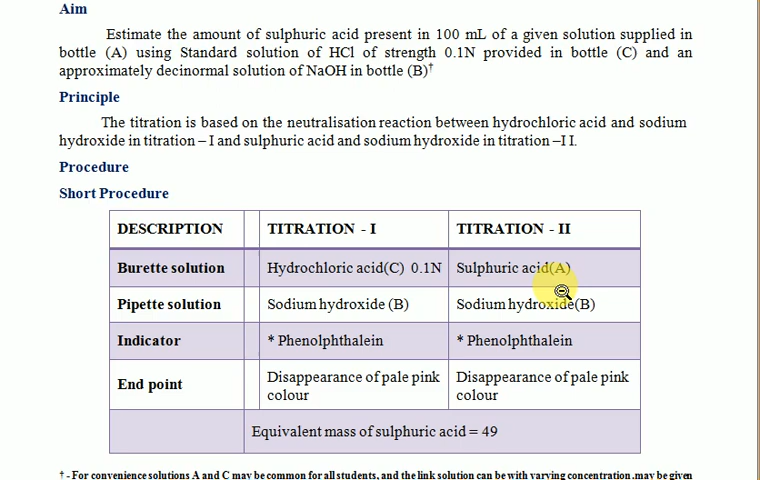 Aim
Estimate the amount of sulphuric acid present in 100 mL of a given solution supplied in
bottle (A) using Standard solution of HCl of strength 0.1N provided in bottle (C) and an
approximately decinormal solution of NaOH in bottle (B)†
Principle
The titration is based on the neutralisation reaction between hydrochloric acid and sodium
hydroxide in titration – I and sulphuric acid and sodium hydroxide in titration –I I.
Procedure
Short Procedure
DESCRIPTION TITRATION - I TITRATION - II
Burette solution Hydrochloric acid(C) 0.1N Sulphuric acid(A)
Pipette solution Sodium hydroxide (B) Sodium hydroxide(B)
Indicator * Phenolphthalein * Phenolphthalein
End point Disappearance of pale pink colour Disappearance of pale pink colour
Equivalent mass of sulphuric acid = 49
† - For convenience solutions A and C may be common for all students, and the link solution can be with varying concentration .may be given